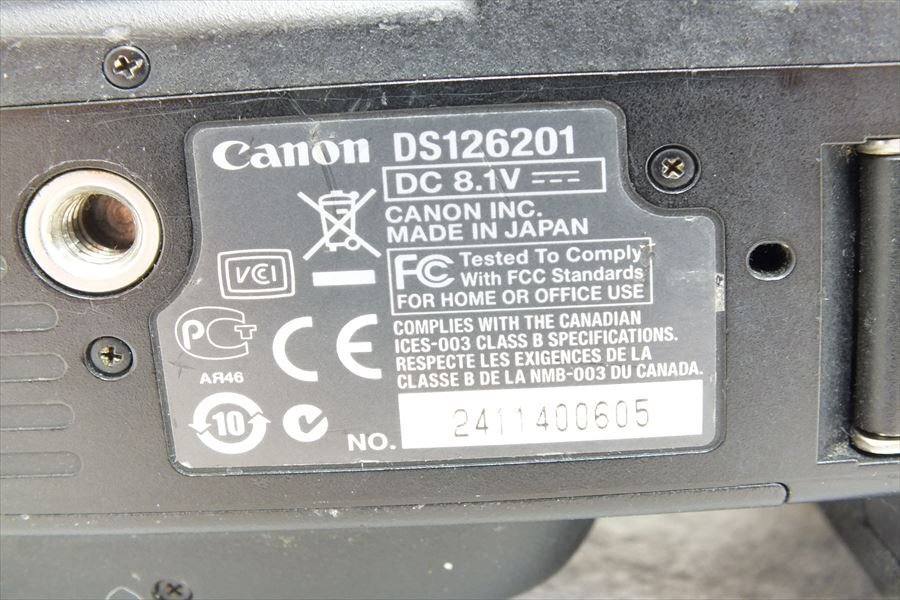 Canon DS126201
DC 8.1V
CANON INC.
MADE IN JAPAN
VCI
FC Tested To Comply
With FCC Standards
FOR HOME OR OFFICE USE
PCT
AЯ46
CE
COMPLIES WITH THE CANADIAN
ICES-003 CLASS B SPECIFICATIONS.
RESPECTE LES EXIGENCES DE LA
CLASSE B DE LA NMB-003 DU CANADA.
10
NO. 2411400605